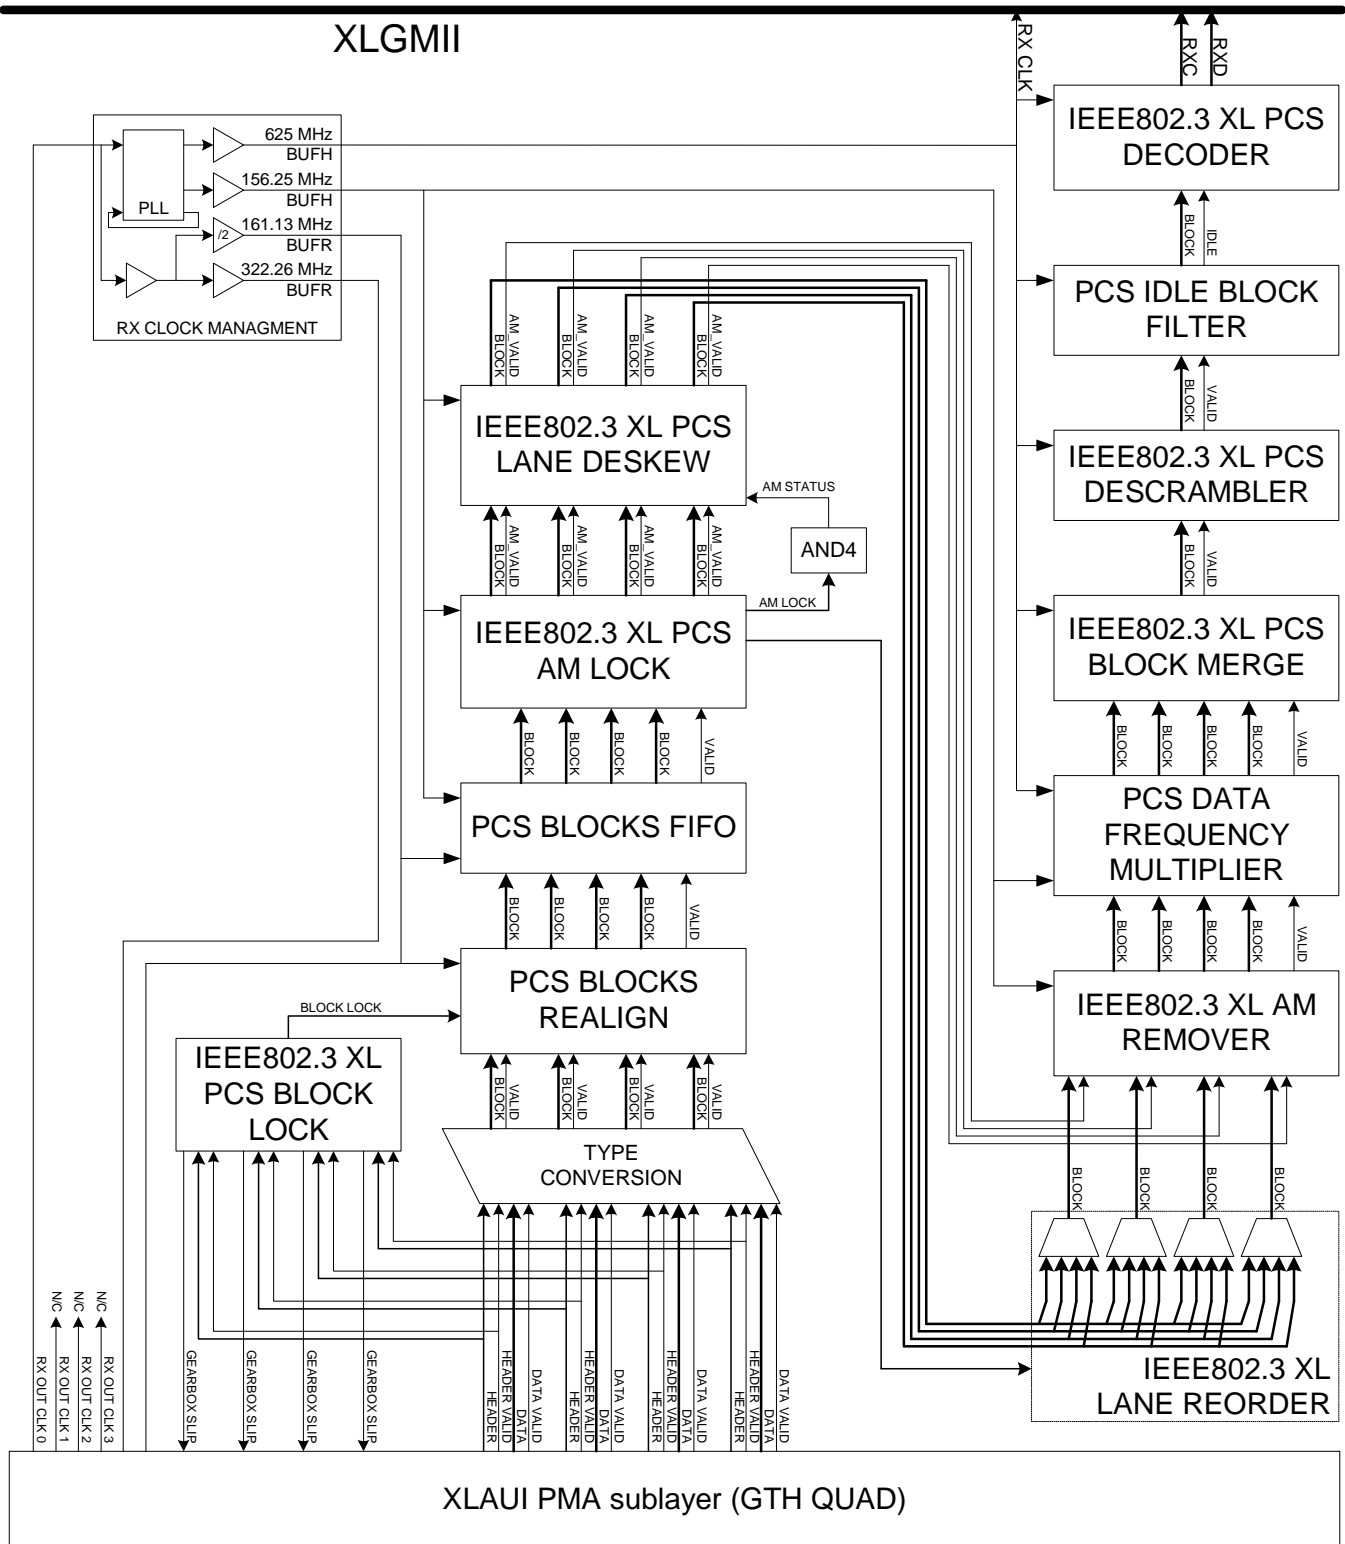 XLGMII
RX CLK
RXC
RXD
IEEE802.3 XL PCS
DECODER
625 MHz
BUFH
156.25 MHz
BUFH
PLL
161.13 MHz
/2
BUFR
322.26 MHz
BUFR
RX CLOCK MANAGMENT
BLOCK
IDLE
PCS IDLE BLOCK
FILTER
BLOCK
AM_VALID
BLOCK
AM_VALID
BLOCK
AM_VALID
BLOCK
AM_VALID
BLOCK
VALID
IEEE802.3 XL PCS
LANE DESKEW
IEEE802.3 XL PCS
DESCRAMBLER
AM STATUS
AND4
BLOCK
AM_VALID
BLOCK
AM_VALID
BLOCK
AM_VALID
BLOCK
AM_VALID
BLOCK
VALID
AM LOCK
IEEE802.3 XL PCS
AM LOCK
IEEE802.3 XL PCS
BLOCK MERGE
BLOCK
BLOCK
BLOCK
BLOCK
VALID
BLOCK
BLOCK
BLOCK
BLOCK
VALID
PCS BLOCKS FIFO
PCS DATA
FREQUENCY
MULTIPLIER
BLOCK
BLOCK
BLOCK
BLOCK
VALID
BLOCK
BLOCK
BLOCK
BLOCK
VALID
PCS BLOCKS
REALIGN
IEEE802.3 XL AM
REMOVER
BLOCK LOCK
IEEE802.3 XL
PCS BLOCK
LOCK
BLOCK
VALID
BLOCK
VALID
BLOCK
VALID
BLOCK
VALID
TYPE
CONVERSION
BLOCK
BLOCK
BLOCK
BLOCK
IEEE802.3 XL
LANE REORDER
N/C
N/C
N/C
RX OUT CLK 0
RX OUT CLK 1
RX OUT CLK 2
RX OUT CLK 3
GEARBOX SLIP
GEARBOX SLIP
GEARBOX SLIP
GEARBOX SLIP
HEADER
HEADER VALID
DATA
DATA VALID
HEADER
HEADER VALID
DATA
DATA VALID
HEADER
HEADER VALID
DATA
DATA VALID
HEADER
HEADER VALID
DATA
DATA VALID
XLAUI PMA sublayer (GTH QUAD)